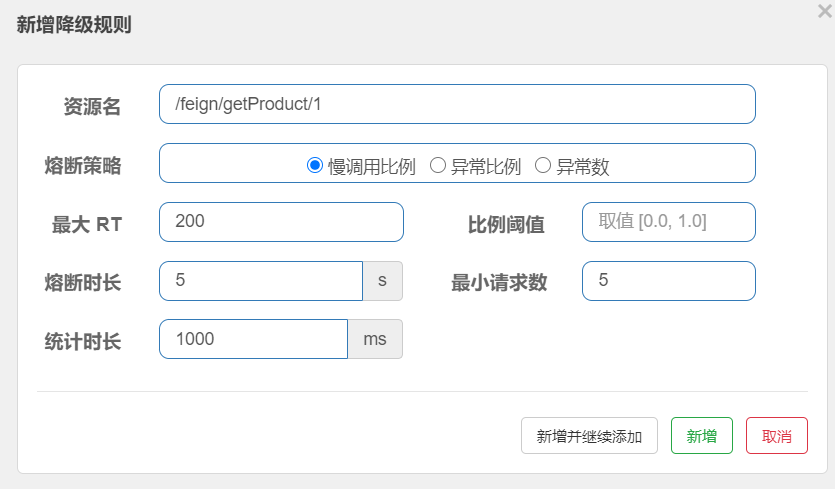 新增降级规则 ×
资源名 /feign/getProduct/1
熔断策略 慢调用比例 异常比例 异常数
最大 RT 200 比例阈值 取值 [0.0, 1.0]
熔断时长 5 s 最小请求数 5
统计时长 1000 ms
新增并继续添加 新增 取消